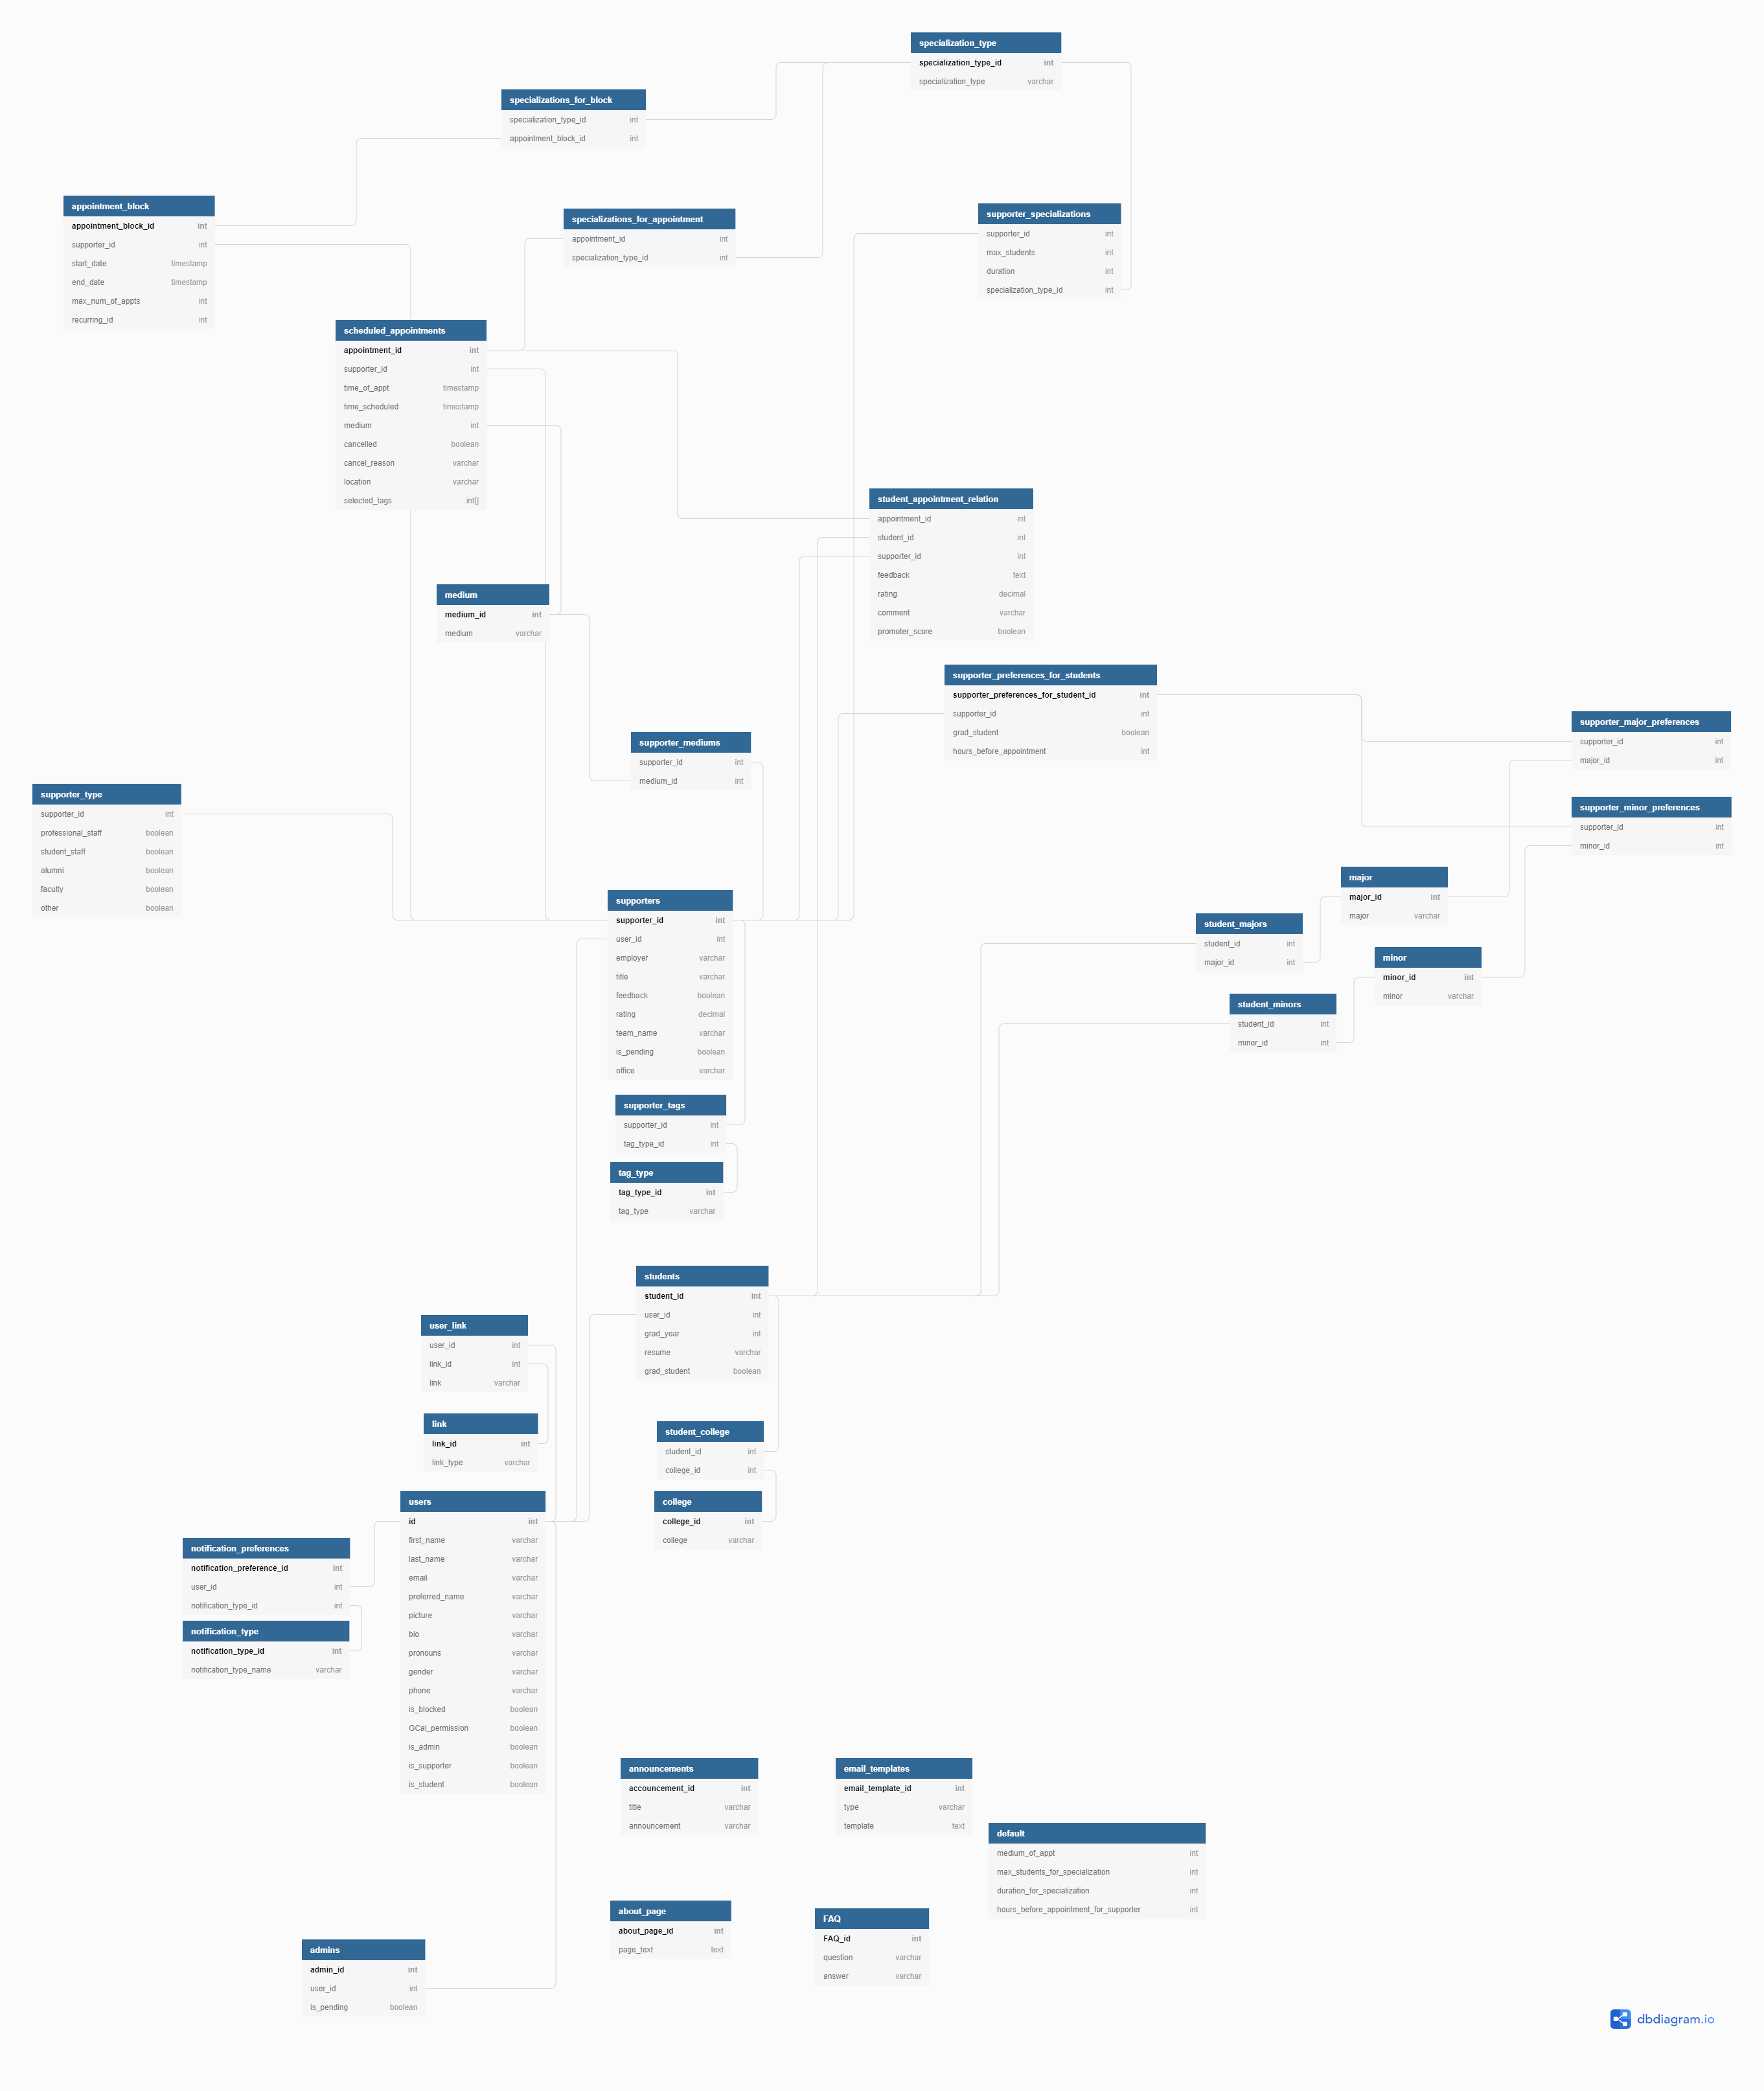 specialization_type
specialization_type_id int
specialization_type varchar
specializations_for_block
specialization_type_id int
appointment_block_id int
appointment_block
appointment_block_id int
supporter_id int
start_date timestamp
end_date timestamp
max_num_of_appts int
recurring_id int
specializations_for_appointment
appointment_id int
specialization_type_id int
supporter_specializations
supporter_id int
max_students int
duration int
specialization_type_id int
scheduled_appointments
appointment_id int
supporter_id int
time_of_appt timestamp
time_scheduled timestamp
medium int
cancelled boolean
cancel_reason varchar
location varchar
selected_tags int[]
student_appointment_relation
appointment_id int
student_id int
supporter_id int
feedback text
rating decimal
comment varchar
promoter_score boolean
medium
medium_id int
medium varchar
supporter_preferences_for_students
supporter_preferences_for_student_id int
supporter_id int
grad_student boolean
hours_before_appointment int
supporter_major_preferences
supporter_id int
major_id int
supporter_mediums
supporter_id int
medium_id int
supporter_type
supporter_id int
professional_staff boolean
student_staff boolean
alumni boolean
faculty boolean
other boolean
supporter_minor_preferences
supporter_id int
minor_id int
major
major_id int
major varchar
supporters
supporter_id int
user_id int
employer varchar
title varchar
feedback boolean
rating decimal
team_name varchar
is_pending boolean
office varchar
student_majors
student_id int
major_id int
minor
minor_id int
minor varchar
student_minors
student_id int
minor_id int
supporter_tags
supporter_id int
tag_type_id int
tag_type
tag_type_id int
tag_type varchar
students
student_id int
user_id int
grad_year int
resume varchar
grad_student boolean
user_link
user_id int
link_id int
link varchar
link
link_id int
link_type varchar
student_college
student_id int
college_id int
college
college_id int
college varchar
users
id int
first_name varchar
last_name varchar
email varchar
preferred_name varchar
picture varchar
bio varchar
pronouns varchar
gender varchar
phone varchar
is_blocked boolean
GCal_permission boolean
is_admin boolean
is_supporter boolean
is_student boolean
notification_preferences
notification_preference_id int
user_id int
notification_type_id int
notification_type
notification_type_id int
notification_type_name varchar
announcements
accouncement_id int
title varchar
announcement varchar
email_templates
email_template_id int
type varchar
template text
default
medium_of_appt int
max_students_for_specialization int
duration_for_specialization int
hours_before_appointment_for_supporter int
about_page
about_page_id int
page_text text
FAQ
FAQ_id int
question varchar
answer varchar
admins
admin_id int
user_id int
is_pending boolean
dbdiagram.io